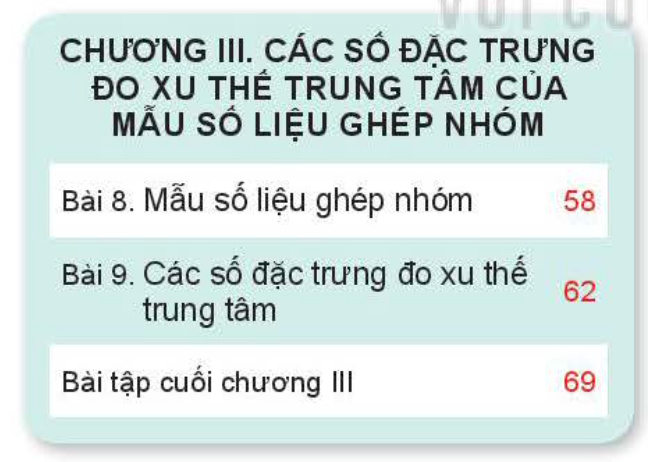 CHƯƠNG III. CÁC SỐ ĐẶC TRƯNG
ĐO XU THẾ TRUNG TÂM CỦA
MẪU SỐ LIỆU GHÉP NHÓM
Bài 8. Mẫu số liệu ghép nhóm 58
Bài 9. Các số đặc trưng đo xu thế
trung tâm 62
Bài tập cuối chương III 69